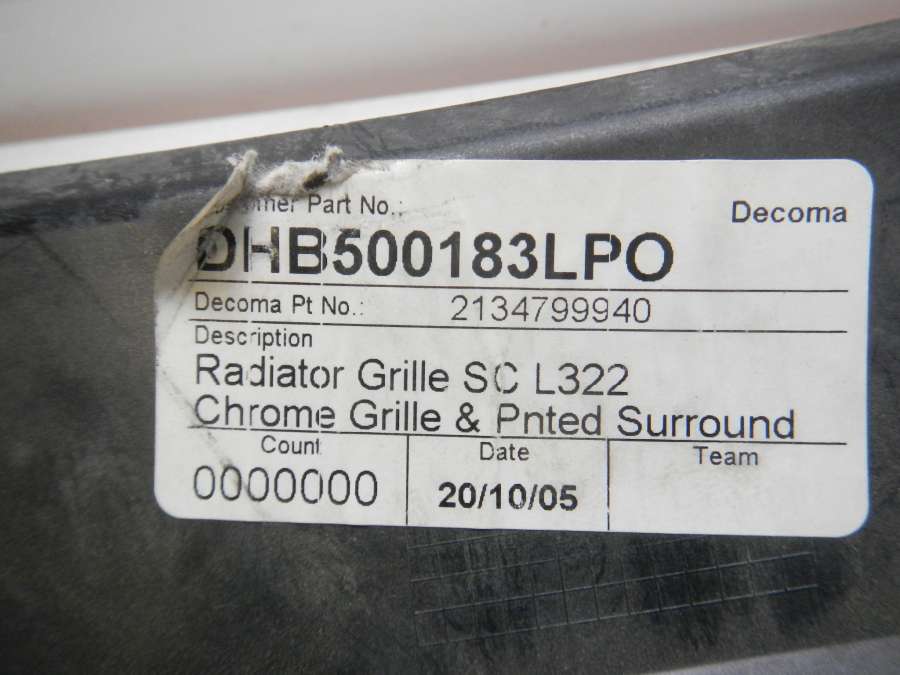 Part No.:
Decoma
DHB500183LPO
Decoma Pt No.: 2134799940
Description
Radiator Grille SC L322
Chrome Grille & Pnted Surround
Count Date Team
0000000 20/10/05